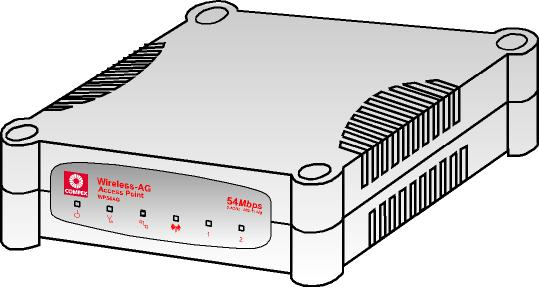 COMPEX
Wireless-AG
Access Point
WP54AG
54Mbps
1
2